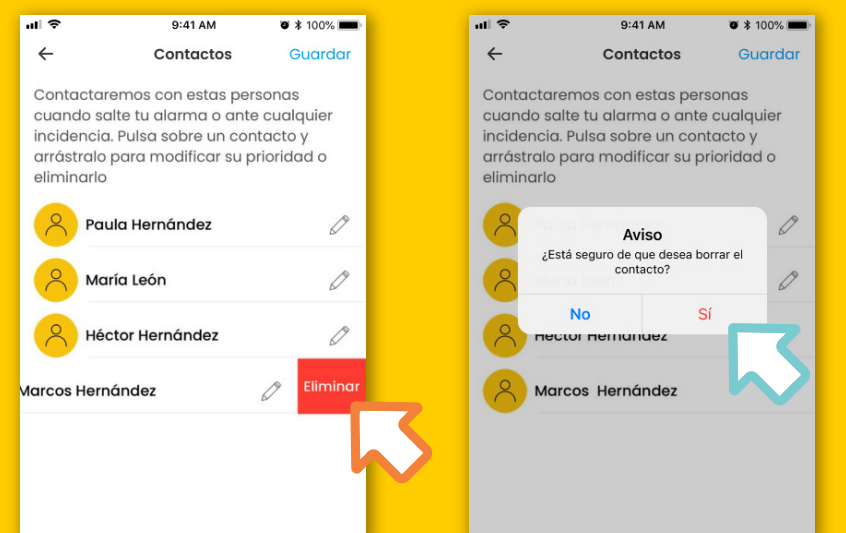 9:41 AM
100%
Contactos
Guardar
Contactaremos con estas personas
cuando salte tu alarma o ante cualquier
incidencia. Pulsa sobre un contacto y
arrástralo para modificar su prioridad o
eliminarlo
Paula Hernández
María León
Héctor Hernández
Marcos Hernández
Eliminar
9:41 AM
100%
Contactos
Guardar
Contactaremos con estas personas
cuando salte tu alarma o ante cualquier
incidencia. Pulsa sobre un contacto y
arrástralo para modificar su prioridad o
eliminarlo
Paula Hernández
Aviso
¿Está seguro de que desea borrar el
contacto?
No
Sí
Héctor Hernández
Marcos Hernández